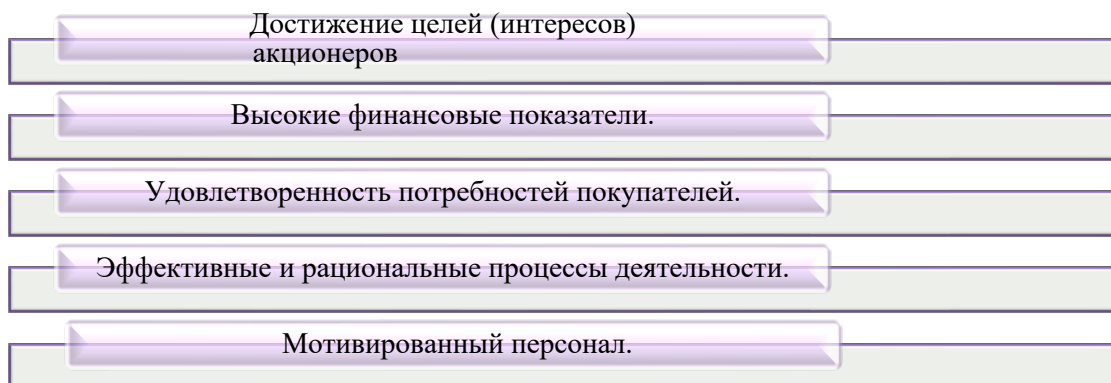 Достижение целей (интересов)
акционеров
Высокие финансовые показатели.
Удовлетворенность потребностей покупателей.
Эффективные и рациональные процессы деятельности.
Мотивированный персонал.